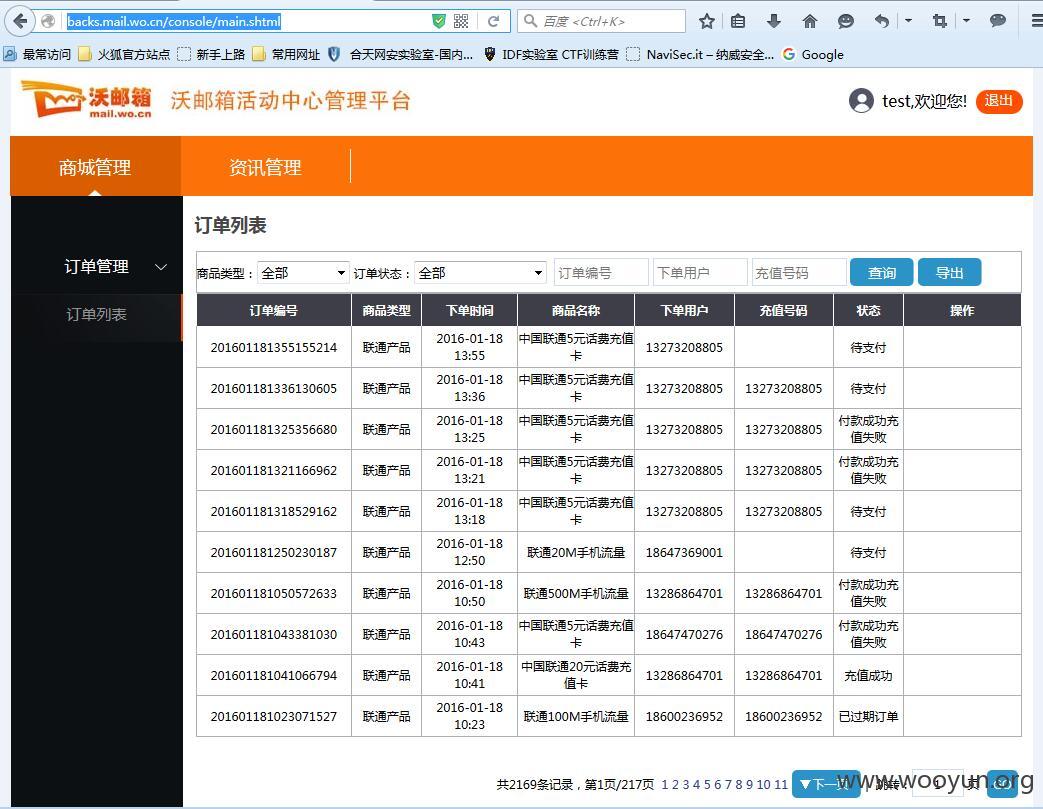 backs.mail.wo.cn/console/main.shtml
百度 <Ctrl+K>
最常访问 火狐官方站点 新手上路 常用网址 合天网安实验室-国内... IDF实验室 CTF训练营 NaviSec.it – 纳威安全... Google
沃邮箱 mail.wo.cn 沃邮箱活动中心管理平台 test,欢迎您! 退出
商城管理 资讯管理
订单管理
订单列表
订单列表
商品类型： 全部 订单状态： 全部 订单编号 下单用户 充值号码 查询 导出
订单编号 商品类型 下单时间 商品名称 下单用户 充值号码 状态 操作
201601181355155214 联通产品 2016-01-18 13:55 中国联通5元话费充值卡 13273208805 待支付
201601181336130605 联通产品 2016-01-18 13:36 中国联通5元话费充值卡 13273208805 13273208805 待支付
201601181325356680 联通产品 2016-01-18 13:25 中国联通5元话费充值卡 13273208805 13273208805 付款成功充值失败
201601181321166962 联通产品 2016-01-18 13:21 中国联通5元话费充值卡 13273208805 13273208805 付款成功充值失败
201601181318529162 联通产品 2016-01-18 13:18 中国联通5元话费充值卡 13273208805 13273208805 待支付
201601181250230187 联通产品 2016-01-18 12:50 联通20M手机流量 18647369001 待支付
201601181050572633 联通产品 2016-01-18 10:50 联通500M手机流量 13286864701 13286864701 付款成功充值失败
201601181043381030 联通产品 2016-01-18 10:43 中国联通5元话费充值卡 18647470276 18647470276 付款成功充值失败
201601181041066794 联通产品 2016-01-18 10:41 中国联通20元话费充值卡 13286864701 13286864701 充值成功
201601181023071527 联通产品 2016-01-18 10:23 联通100M手机流量 18600236952 18600236952 已过期订单
共2169条记录，第1页/217页 1 2 3 4 5 6 7 8 9 10 11 ▼下一页 跳转： 1 页
www.wooyun.org